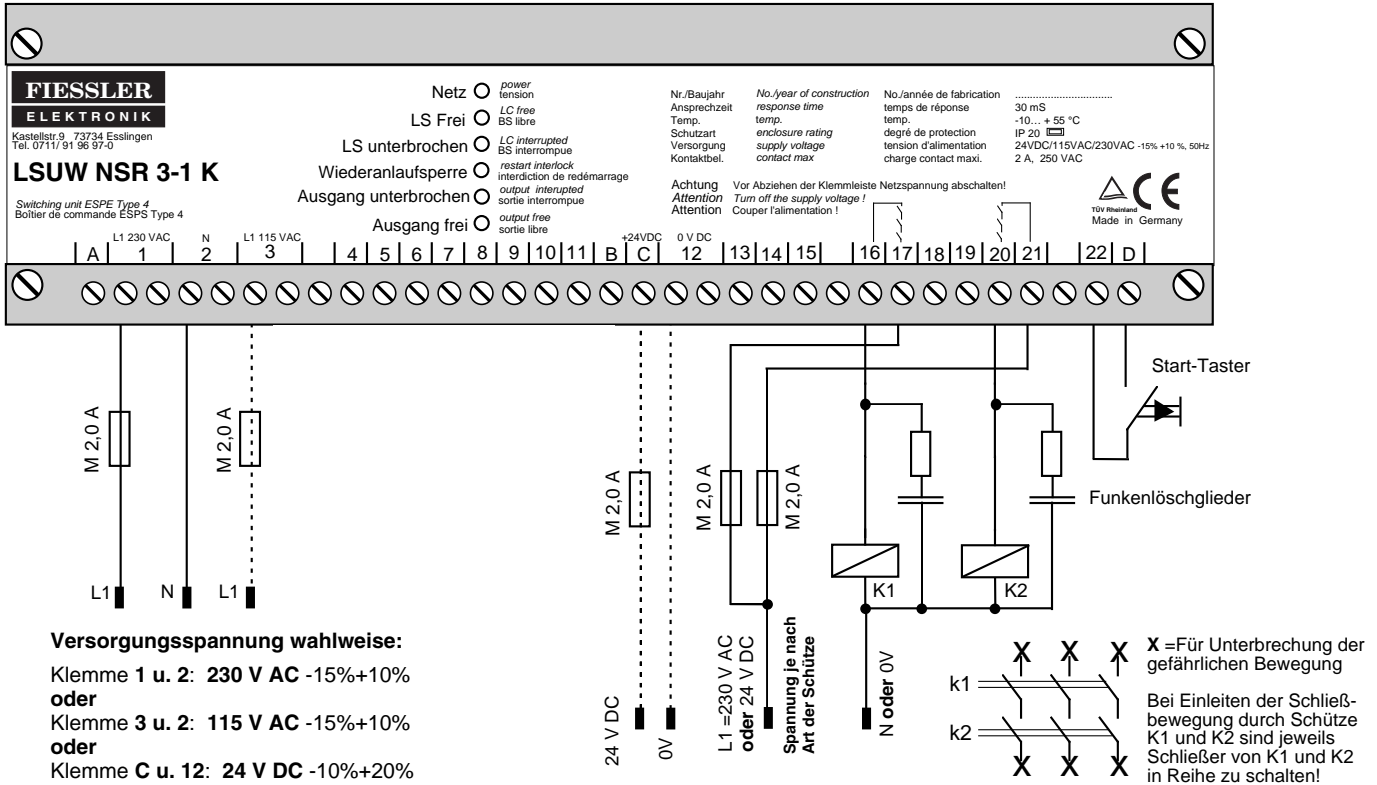 FIESSLER
ELEKTRONIK
Kastellstr.9 73734 Esslingen
Tel. 0711/ 91 96 97-0
LSUW NSR 3-1 K
Switching unit ESPE Type 4
Boîtier de commande ESPS Type 4
Netz power
tension
LS Frei LC free
BS libre
LS unterbrochen LC interrupted
BS interrompue
Wiederanlaufsperre restart interlock
interdiction de redémarrage
Ausgang unterbrochen output interupted
sortie interrompue
Ausgang frei output free
sortie libre
Nr./Baujahr No./year of construction No./année de fabrication .................................
Ansprechzeit response time temps de réponse 30 mS
Temp. temp. temp. -10... + 55 °C
Schutzart enclosure rating degré de protection IP 20
Versorgung supply voltage tension d'alimentation 24VDC/115VAC/230VAC -15% +10 %, 50Hz
Kontaktbel. contact max charge contact maxi. 2 A, 250 VAC
Achtung Vor Abziehen der Klemmleiste Netzspannung abschalten!
Attention Turn off the supply voltage !
Attention Couper l'alimentation !
TÜV Rheinland
CE
Made in Germany
L1 230 VAC N L1 115 VAC +24VDC 0 V DC
A 1 2 3 4 5 6 7 8 9 10 11 B C 12 13 14 15 16 17 18 19 20 21 22 D
Start-Taster
M 2,0 A
M 2,0 A
M 2,0 A
M 2,0 A
M 2,0 A
Funkenlöschglieder
K1
K2
L1
N
L1
24 V DC
0V
L1 =230 V AC
oder 24 V DC
Spannung je nach
Art der Schütze
N oder 0V
Versorgungsspannung wahlweise:
Klemme 1 u. 2: 230 V AC -15%+10%
oder
Klemme 3 u. 2: 115 V AC -15%+10%
oder
Klemme C u. 12: 24 V DC -10%+20%
X X X
k1
k2
X X X
X =Für Unterbrechung der
gefährlichen Bewegung
Bei Einleiten der Schließ-
bewegung durch Schütze
K1 und K2 sind jeweils
Schließer von K1 und K2
in Reihe zu schalten!